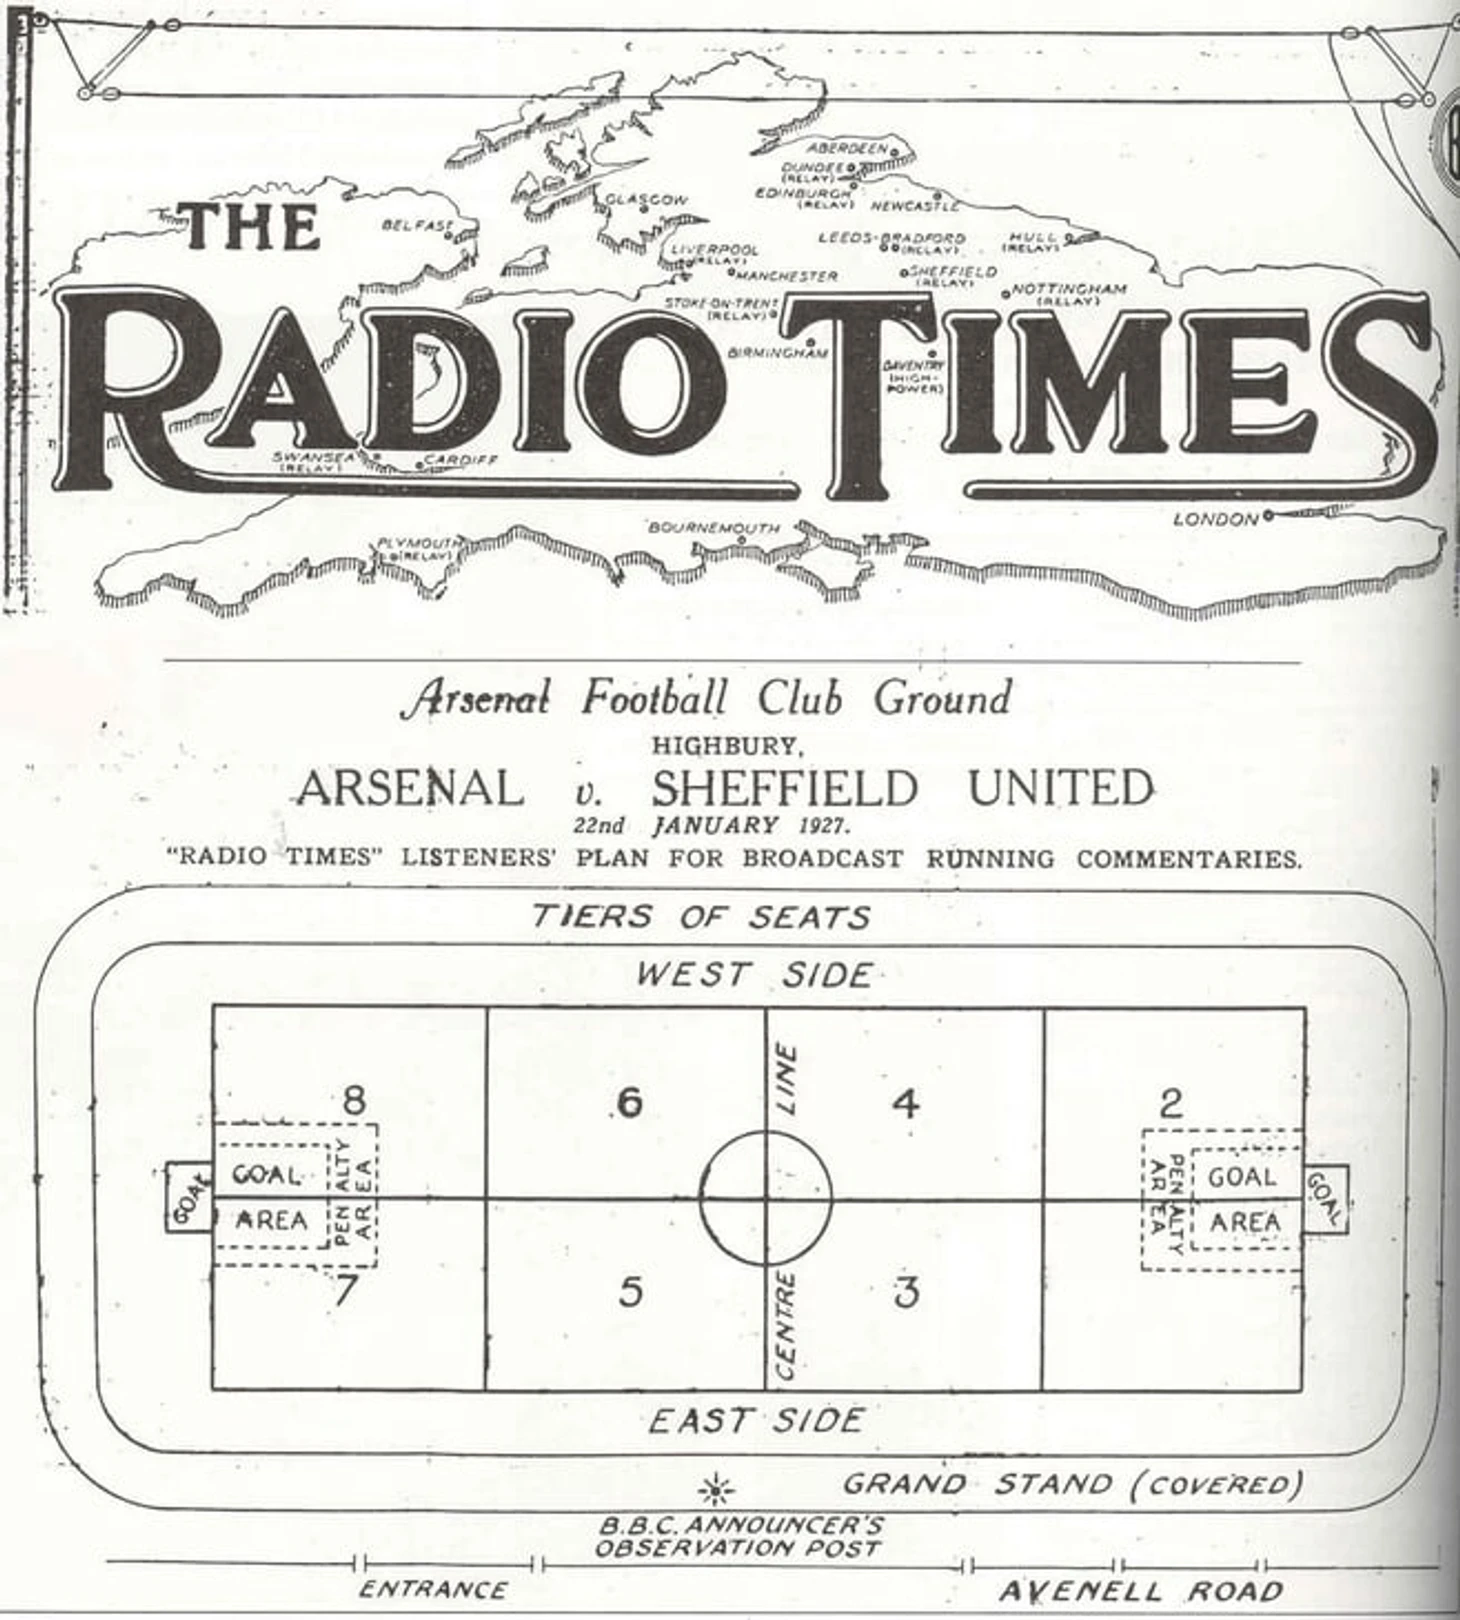 THE
RADIO TIMES
ABERDEEN
DUNDEE
(RELAY)
EDINBURGH
(RELAY)
NEWCASTLE
GLASGOW
BELFAST
LIVERPOOL
(RELAY)
MANCHESTER
LEEDS-BRADFORD
(RELAY)
HULL
(RELAY)
SHEFFIELD
(RELAY)
NOTTINGHAM
(RELAY)
STOKE-ON-TRENT
(RELAY)
BIRMINGHAM
DAVENTRY
(HIGH-
POWER)
SWANSEA
(RELAY)
CARDIFF
LONDON
BOURNEMOUTH
PLYMOUTH
(RELAY)
Arsenal Football Club Ground
HIGHBURY,
ARSENAL v. SHEFFIELD UNITED
22nd JANUARY 1927.
"RADIO TIMES" LISTENERS' PLAN FOR BROADCAST RUNNING COMMENTARIES.
TIERS OF SEATS
WEST SIDE
8 6 4 2
LINE
GOAL
GOAL
AREA
PENALTY
AREA
PENALTY
AREA
GOAL
AREA
GOAL
7 5 3
CENTRE
EAST SIDE
GRAND STAND (COVERED)
B.B.C. ANNOUNCER'S
OBSERVATION POST
ENTRANCE
AVENELL ROAD